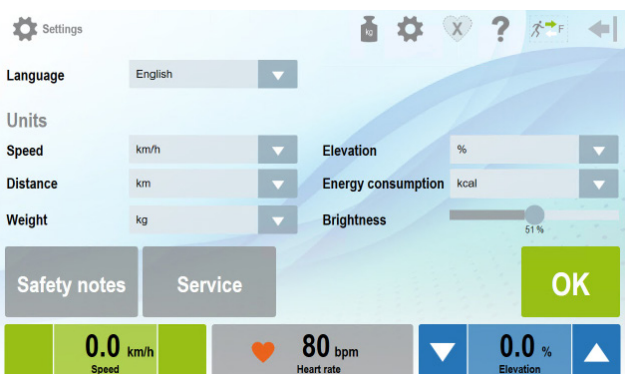 Settings
kg
X
?
F
Language English
Units
Speed km/h
Elevation %
Distance km
Energy consumption kcal
Weight kg
Brightness
51 %
Safety notes
Service
OK
0.0 km/h
Speed
80 bpm
Heart rate
0.0 %
Elevation